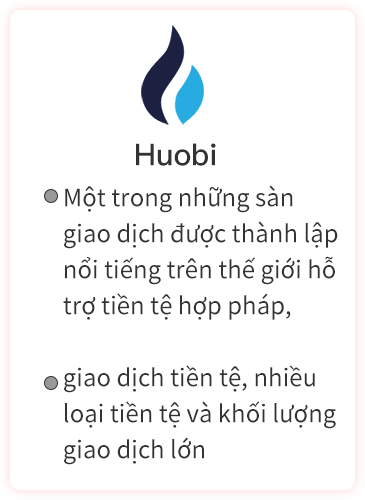 Huobi
Một trong những sàn
giao dịch được thành lập
nổi tiếng trên thế giới hỗ
trợ tiền tệ hợp pháp,
giao dịch tiền tệ, nhiều
loại tiền tệ và khối lượng
giao dịch lớn